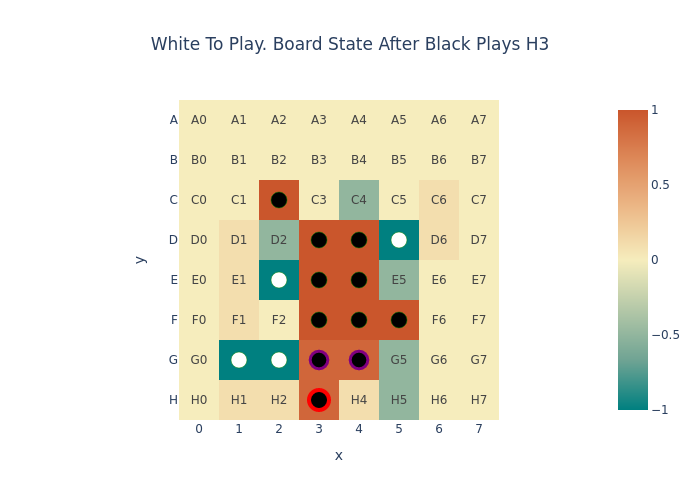 White To Play. Board State After Black Plays H3
A A0 A1 A2 A3 A4 A5 A6 A7
B B0 B1 B2 B3 B4 B5 B6 B7
C C0 C1 C3 C4 C5 C6 C7
D D0 D1 D2 D6 D7
E E0 E1 E5 E6 E7
F F0 F1 F2 F6 F7
G G0 G5 G6 G7
H H0 H1 H2 H4 H5 H6 H7
0 1 2 3 4 5 6 7
x
y
1
0.5
0
−0.5
−1